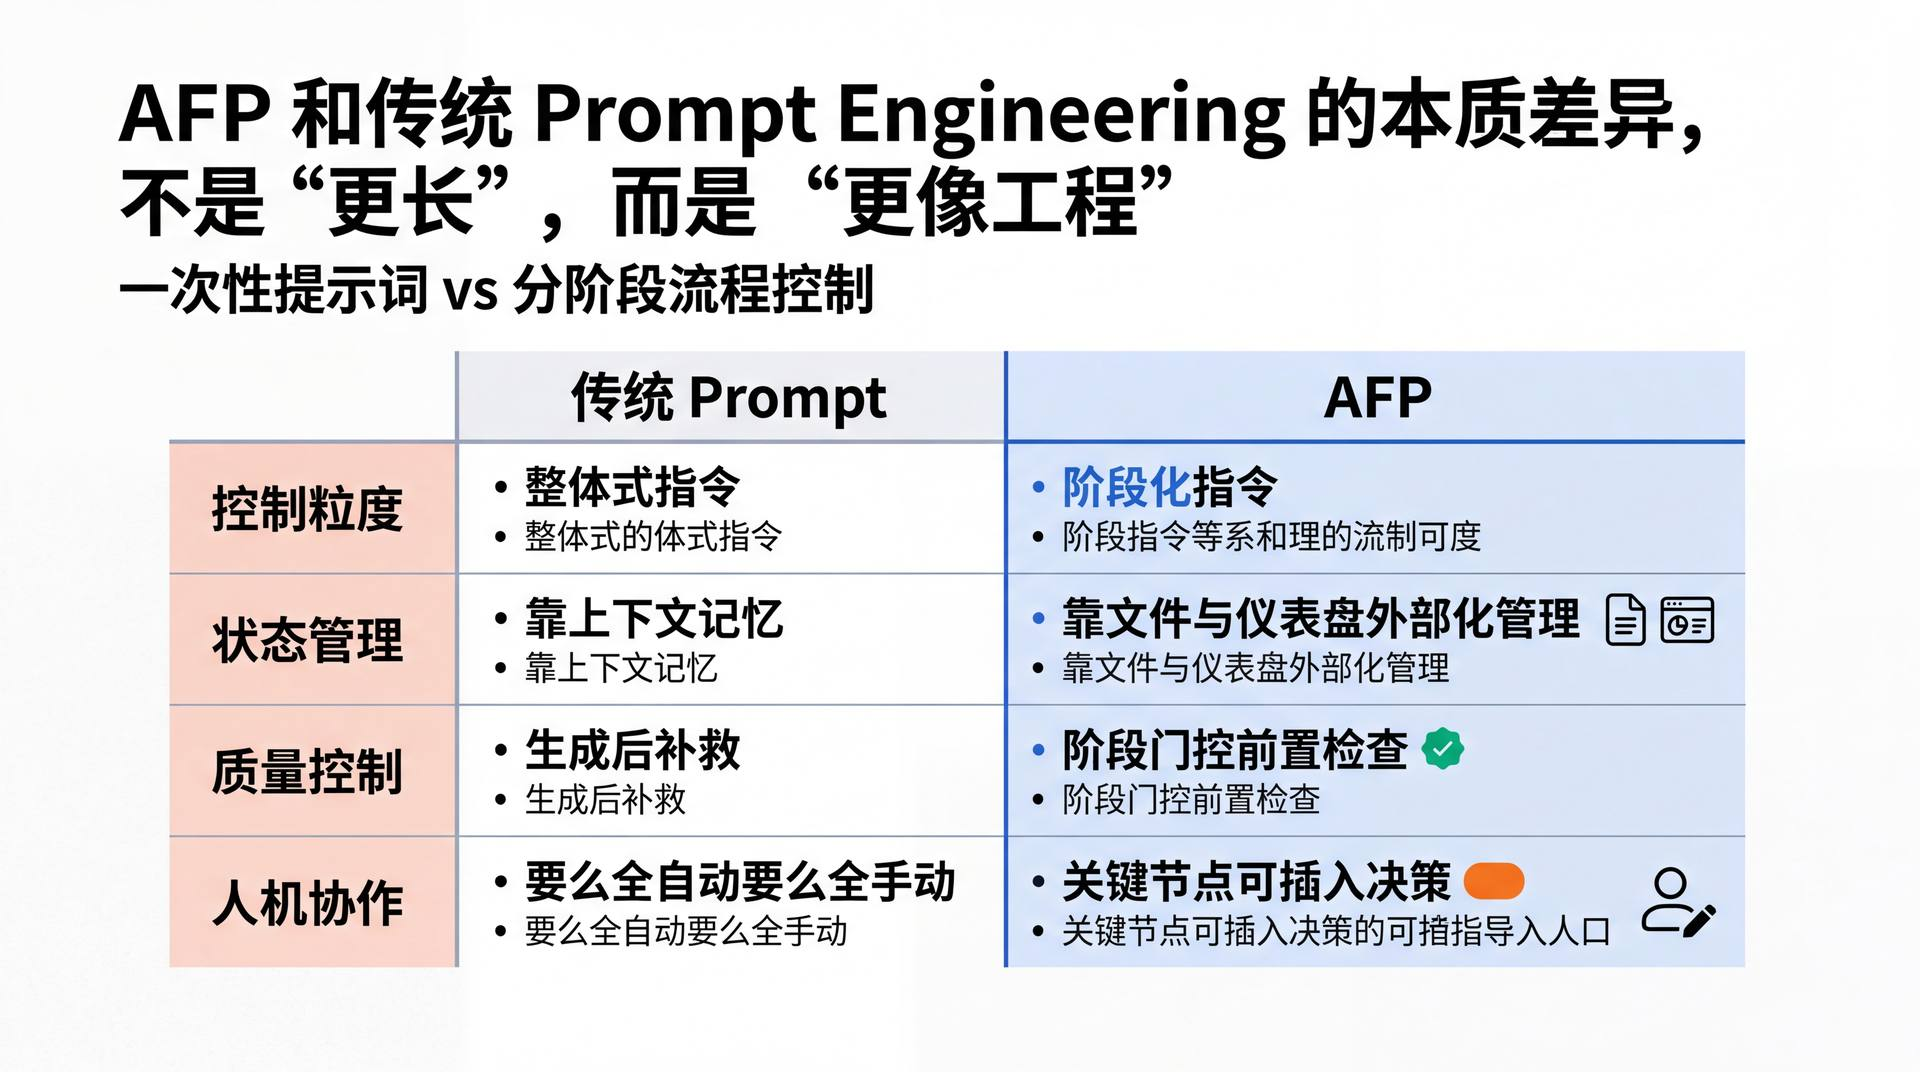 AFP 和传统 Prompt Engineering 的本质差异,
不是“更长”，而是“更像工程”
一次性提示词 vs 分阶段流程控制
传统 Prompt
AFP
控制粒度
• 整体式指令
• 整体式的体式指令
• 阶段化指令
• 阶段指令等系和理的流制可度
状态管理
• 靠上下文记忆
• 靠上下文记忆
• 靠文件与仪表盘外部化管理
• 靠文件与仪表盘外部化管理
质量控制
• 生成后补救
• 生成后补救
• 阶段门控前置检查
• 阶段门控前置检查
人机协作
• 要么全自动要么全手动
• 要么全自动要么全手动
• 关键节点可插入决策
• 关键节点可插入决策的可指导入人口